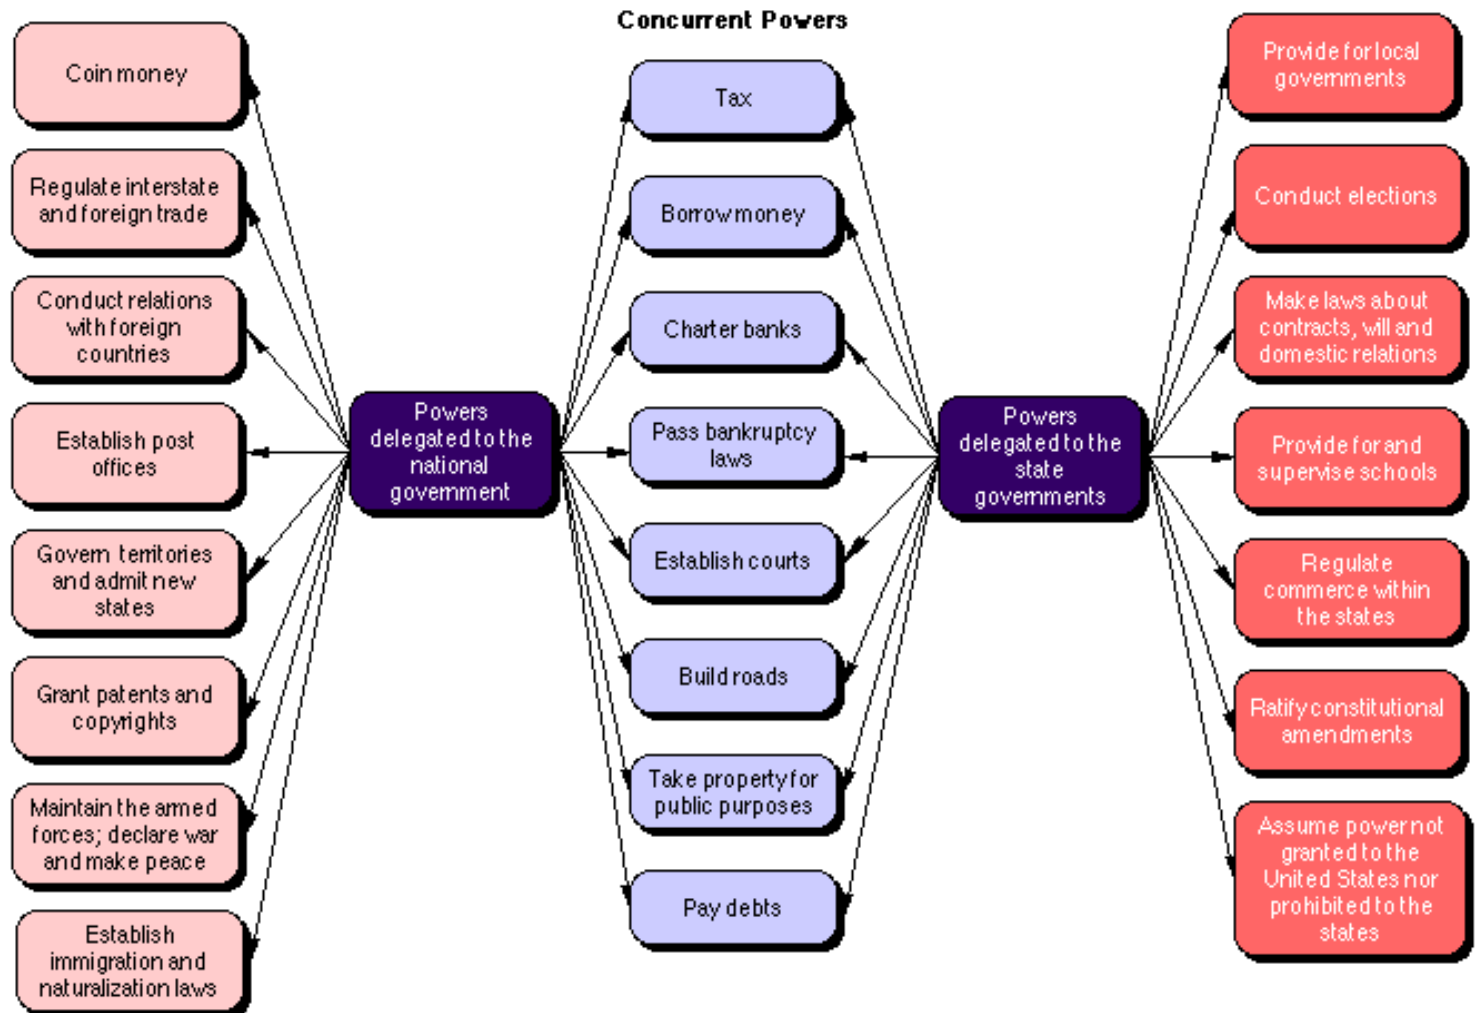 Concurrent Powers
Coin money
Regulate interstate
and foreign trade
Conduct relations
with foreign
countries
Establish post
offices
Govern territories
and admit new
states
Grant patents and
copyrights
Maintain the armed
forces; declare war
and make peace
Establish
immigration and
naturalization laws
Powers
delegated to the
national
government
Tax
Borrow money
Charter banks
Pass bankruptcy
laws
Establish courts
Build roads
Take property for
public purposes
Pay debts
Powers
delegated to the
state
governments
Provide for local
governments
Conduct elections
Make laws about
contracts, will and
domestic relations
Provide for and
supervise schools
Regulate
commerce within
the states
Ratify constitutional
amendments
Assume power not
granted to the
United States nor
prohibited to the
states